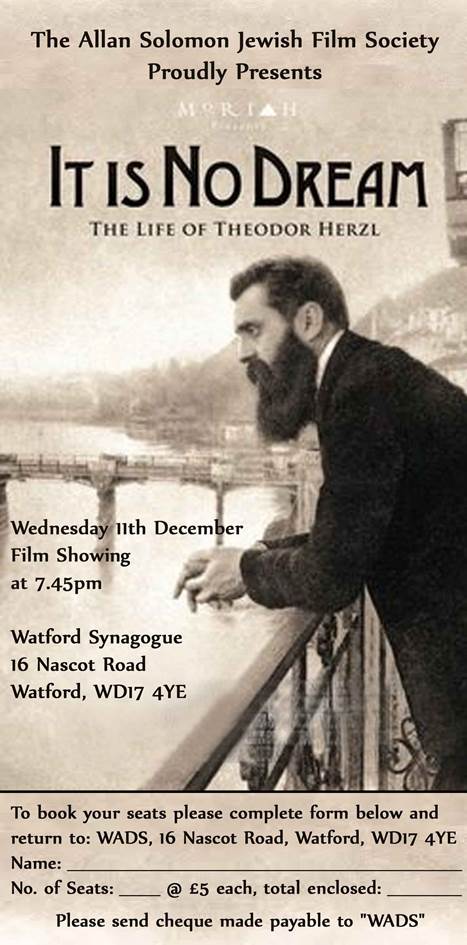 The Allan Solomon Jewish Film Society
Proudly Presents
MORIAH
Presents
IT IS NO DREAM
THE LIFE OF THEODOR HERZL
Wednesday 11th December
Film Showing
at 7.45pm
Watford Synagogue
16 Nascot Road
Watford, WD17 4YE
To book your seats please complete form below and
return to: WADS, 16 Nascot Road, Watford, WD17 4YE
Name: ______________________________
No. of Seats: ____ @ £5 each, total enclosed: _______
Please send cheque made payable to "WADS"